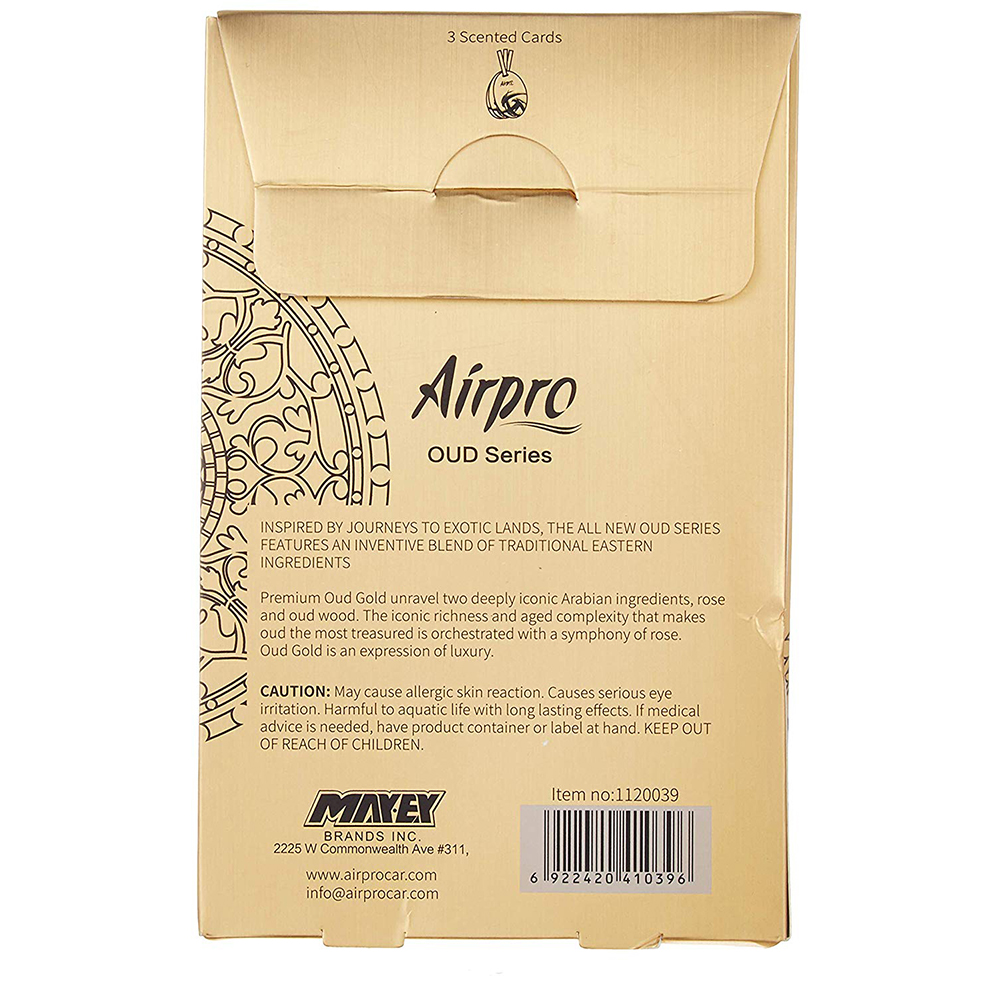 3 Scented Cards
Airpro
Airpro
OUD Series
INSPIRED BY JOURNEYS TO EXOTIC LANDS, THE ALL NEW OUD SERIES
FEATURES AN INVENTIVE BLEND OF TRADITIONAL EASTERN
INGREDIENTS
Premium Oud Gold unravel two deeply iconic Arabian ingredients, rose
and oud wood. The iconic richness and aged complexity that makes
oud the most treasured is orchestrated with a symphony of rose.
Oud Gold is an expression of luxury.
CAUTION: May cause allergic skin reaction. Causes serious eye
irritation. Harmful to aquatic life with long lasting effects. If medical
advice is needed, have product container or label at hand. KEEP OUT
OF REACH OF CHILDREN.
MAY-EY
BRANDS INC.
2225 W Commonwealth Ave #311,
www.airprocar.com
info@airprocar.com
Item no:1120039
6 922420 410396